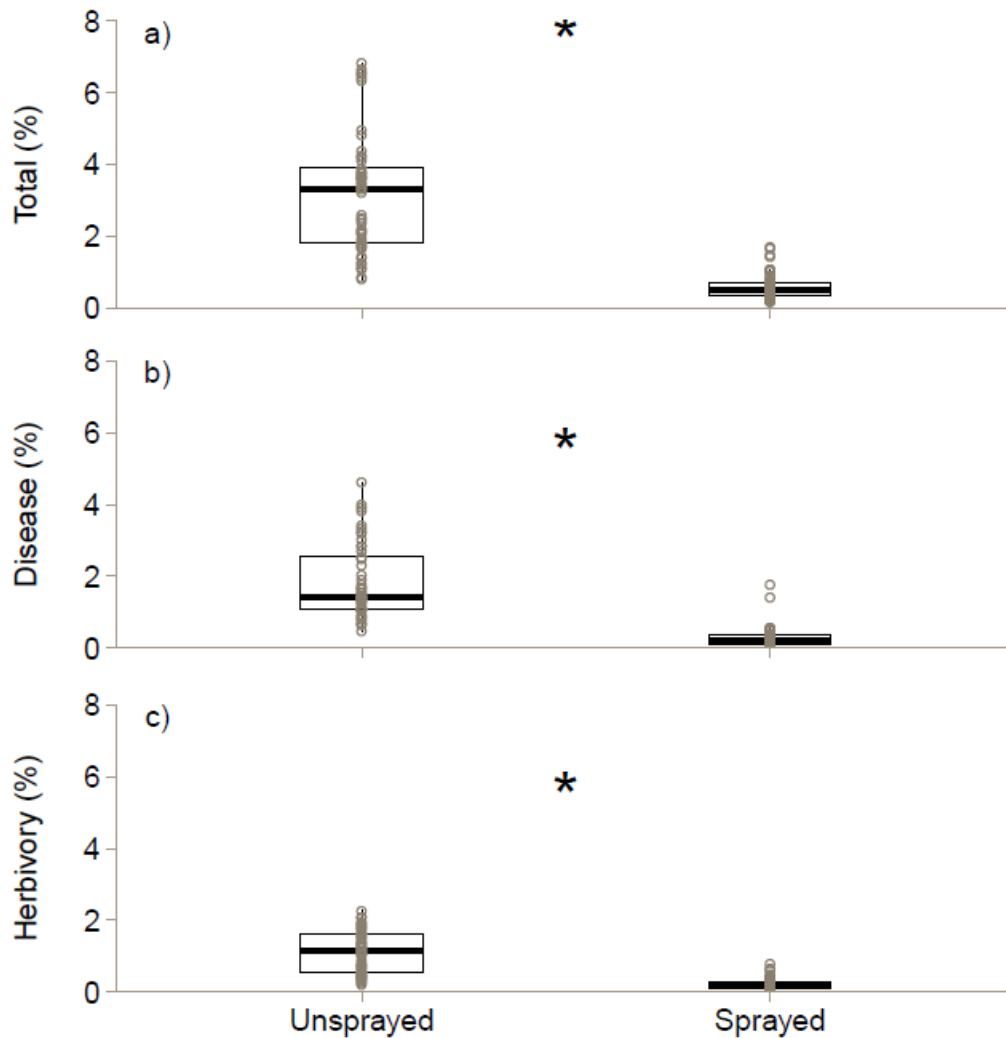 a)
*
Total (%)
8
6
4
2
0
b)
*
Disease (%)
8
6
4
2
0
c)
*
Herbivory (%)
8
6
4
2
0
Unsprayed Sprayed